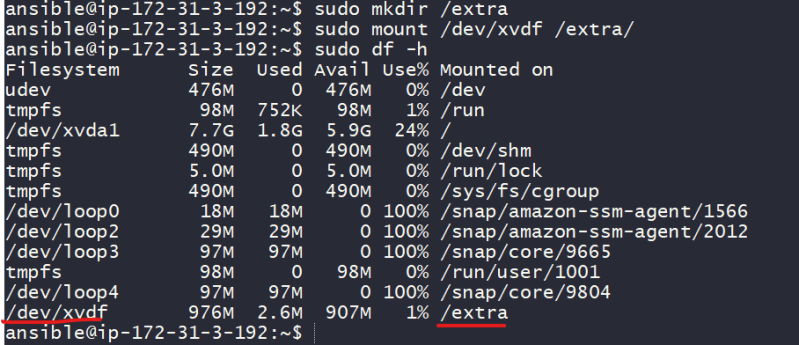 ansible@ip-172-31-3-192:~$ sudo mkdir /extra
ansible@ip-172-31-3-192:~$ sudo mount /dev/xvdf /extra/
ansible@ip-172-31-3-192:~$ sudo df -h
Filesystem      Size  Used Avail Use% Mounted on
udev            476M     0  476M   0% /dev
tmpfs            98M  752K   98M   1% /run
/dev/xvda1      7.7G  1.8G  5.9G  24% /
tmpfs           490M     0  490M   0% /dev/shm
tmpfs           5.0M     0  5.0M   0% /run/lock
tmpfs           490M     0  490M   0% /sys/fs/cgroup
/dev/loop0       18M   18M     0 100% /snap/amazon-ssm-agent/1566
/dev/loop2       29M   29M     0 100% /snap/amazon-ssm-agent/2012
/dev/loop3       97M   97M     0 100% /snap/core/9665
tmpfs            98M     0   98M   0% /run/user/1001
/dev/loop4       97M   97M     0 100% /snap/core/9804
/dev/xvdf       976M  2.6M  907M   1% /extra
ansible@ip-172-31-3-192:~$